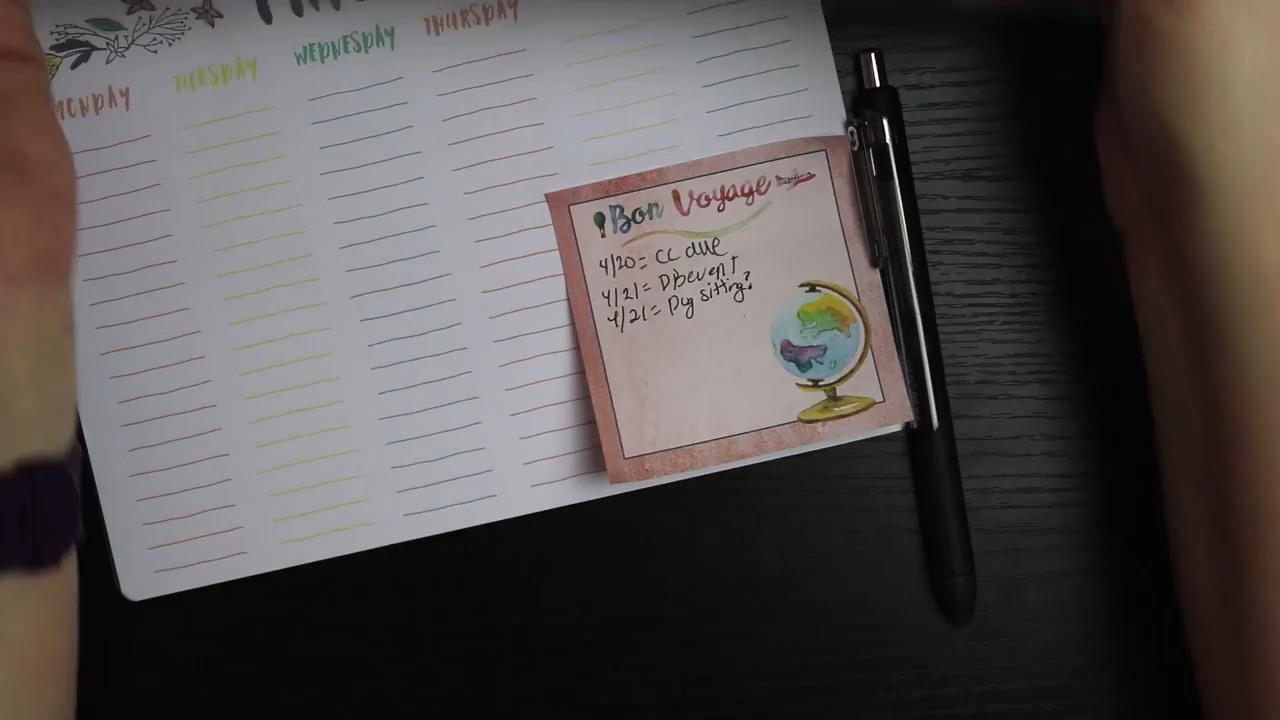 MONDAY TUESDAY WEDNESDAY THURSDAY
Bon Voyage
4/20= CC due
4/21= DB event
4/21= Dog sitting?